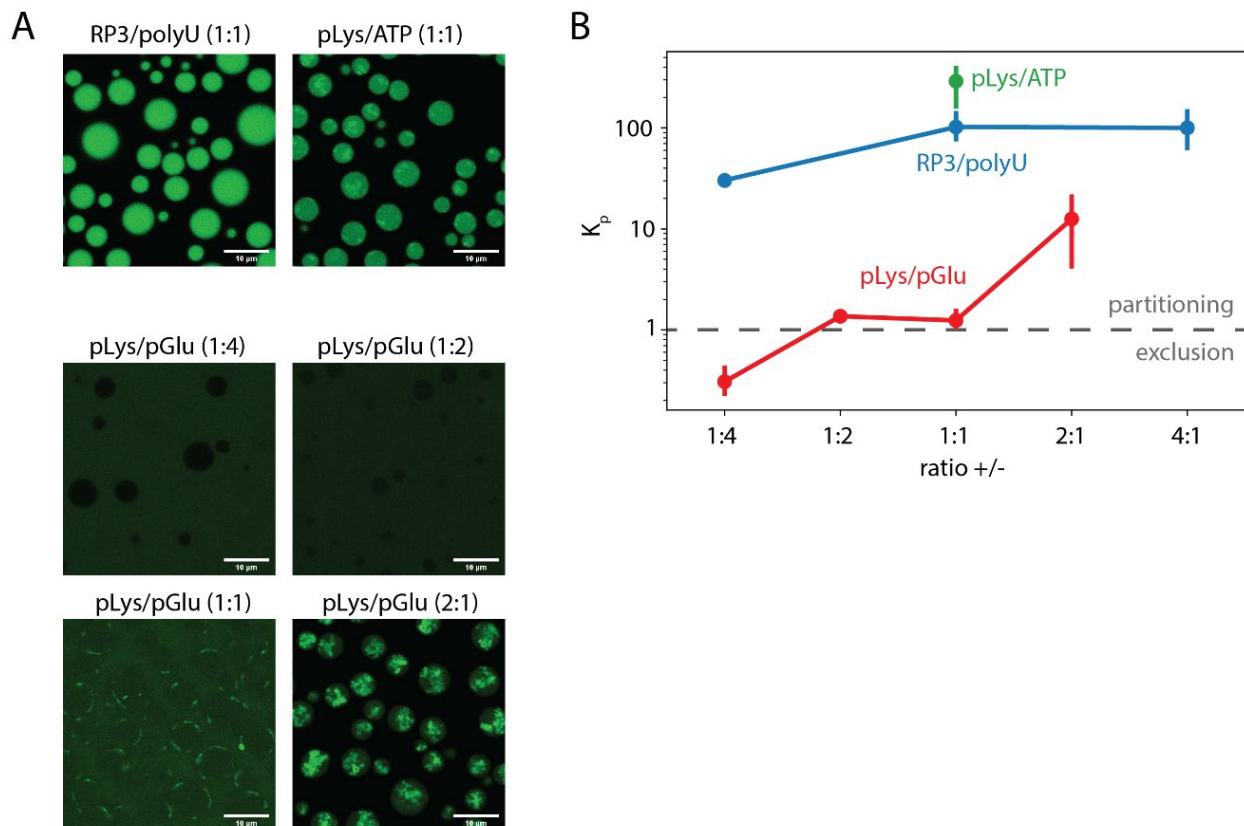 A
RP3/polyU (1:1)
pLys/ATP (1:1)
10 µm
10 µm
pLys/pGlu (1:4)
pLys/pGlu (1:2)
10 µm
10 µm
pLys/pGlu (1:1)
pLys/pGlu (2:1)
10 µm
10 µm
B
pLys/ATP
100
RP3/polyU
Kp
10
pLys/pGlu
partitioning
1
exclusion
1:4
1:2
1:1
2:1
4:1
ratio +/-